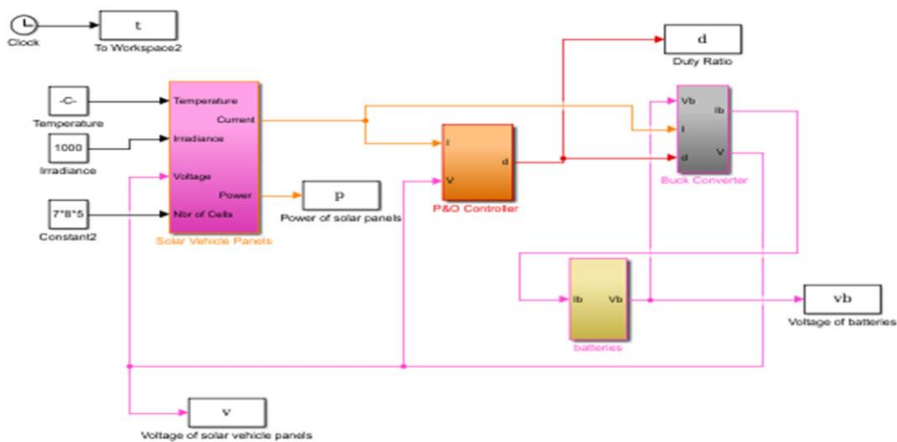 t
Clock
To Workspace2
d
Duty Ratio
-C-
Temperature
1000
Irradiance
7*8*5
Constant2
Temperature
Current
Irradiance
Voltage
Power
Nbr of Cells
Solar Vehicle Panels
p
Power of solar panels
I
d
V
P&O Controller
Vb
Ib
I
V
d
Buck Converter
Ib
Vb
batteries
vb
Voltage of batteries
v
Voltage of solar vehicle panels